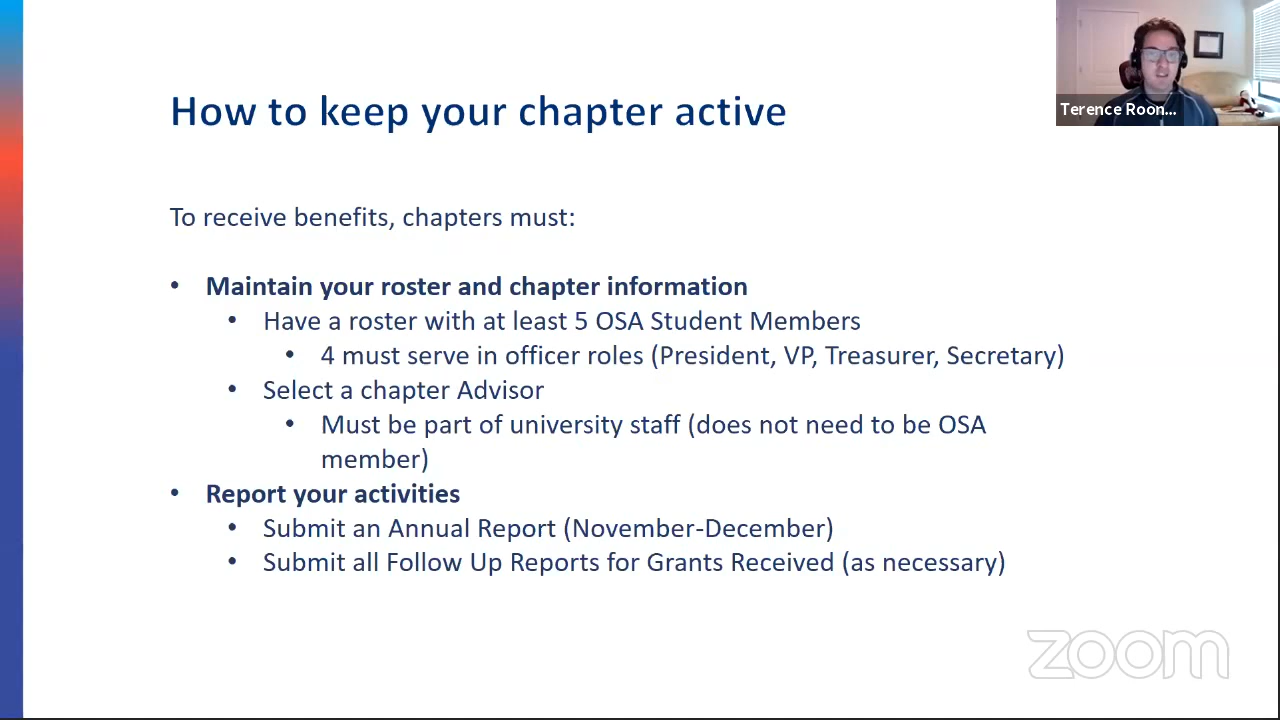 How to keep your chapter active
Terence Roon...
To receive benefits, chapters must:
• Maintain your roster and chapter information
• Have a roster with at least 5 OSA Student Members
• 4 must serve in officer roles (President, VP, Treasurer, Secretary)
• Select a chapter Advisor
• Must be part of university staff (does not need to be OSA
member)
• Report your activities
• Submit an Annual Report (November-December)
• Submit all Follow Up Reports for Grants Received (as necessary)
zoom